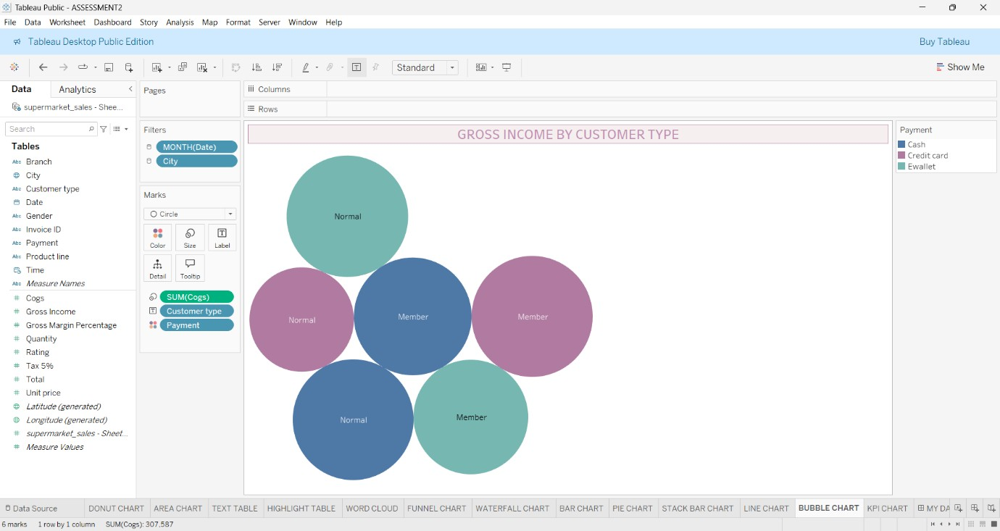 Tableau Public - ASSESSMENT2
File Data Worksheet Dashboard Story Analysis Map Format Server Window Help
Tableau Desktop Public Edition
Buy Tableau
Standard
Show Me
Data
Analytics
supermarket_sales - Shee...
Search
Tables
Abc Branch
City
Abc Customer type
Date
Abc Gender
Abc Invoice ID
Abc Payment
Abc Product line
Time
Abc Measure Names
# Cogs
# Gross Income
# Gross Margin Percentage
# Quantity
# Rating
# Tax 5%
# Total
# Unit price
Latitude (generated)
Longitude (generated)
# supermarket_sales - Sheet...
# Measure Values
Pages
Filters
MONTH(Date)
City
Marks
Circle
Color
Size
Label
Detail
Tooltip
SUM(Cogs)
Customer type
Payment
Columns
Rows
GROSS INCOME BY CUSTOMER TYPE
Normal
Normal
Member
Member
Normal
Member
Payment
Cash
Credit card
Ewallet
Data Source
DONUT CHART
AREA CHART
TEXT TABLE
HIGHLIGHT TABLE
WORD CLOUD
FUNNEL CHART
WATERFALL CHART
BAR CHART
PIE CHART
STACK BAR CHART
LINE CHART
BUBBLE CHART
KPI CHART
MY DA
6 marks 1 row by 1 column SUM(Cogs): 307,587